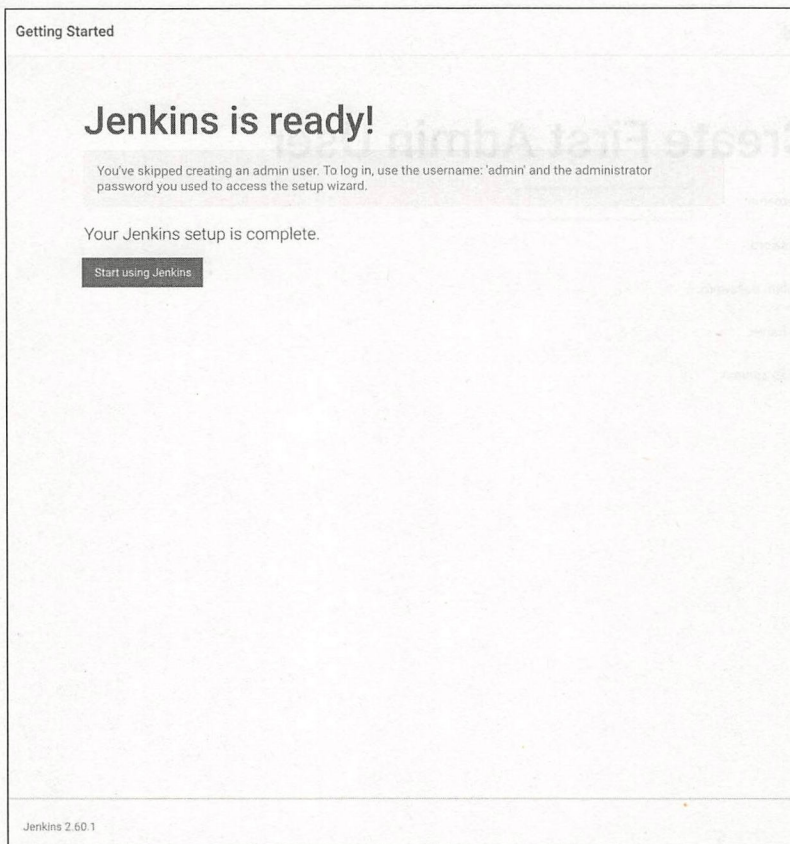 Getting Started
Jenkins is ready!
You've skipped creating an admin user. To log in, use the username: 'admin' and the administrator
password you used to access the setup wizard.
Your Jenkins setup is complete.
Start using Jenkins
Jenkins 2.60.1